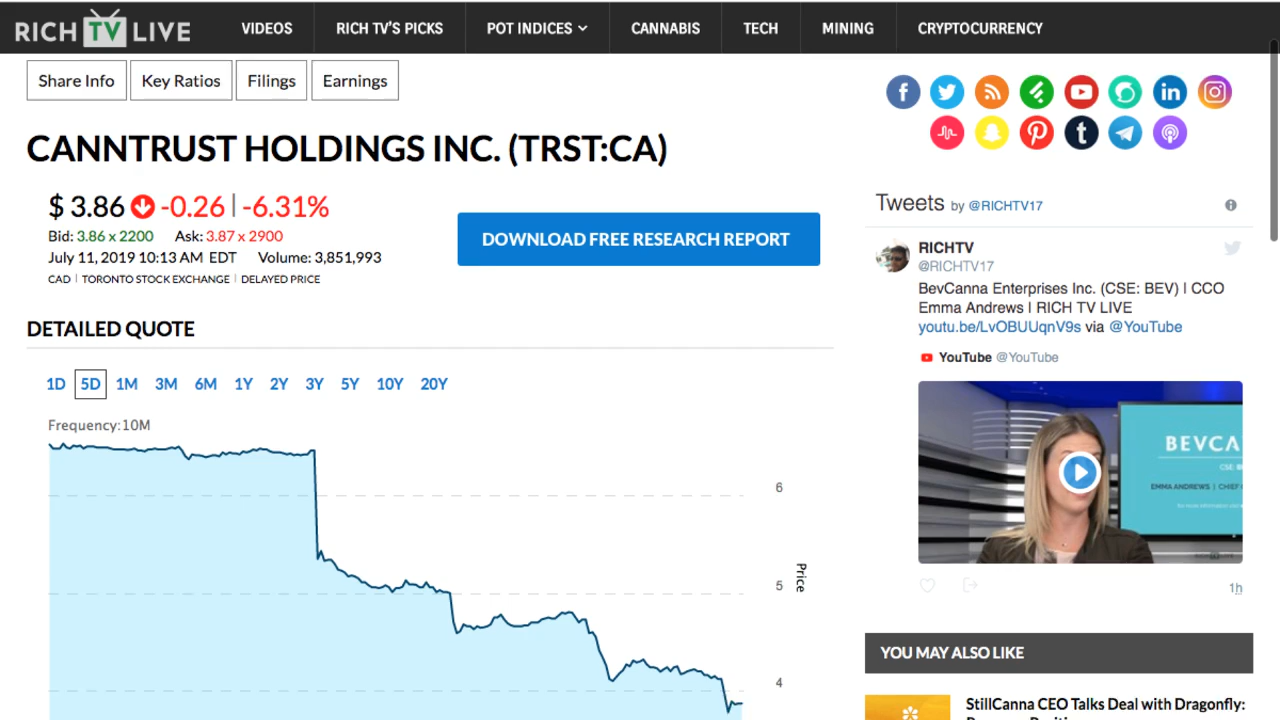 RICH TV LIVE
VIDEOS
RICH TV'S PICKS
POT INDICES
CANNABIS
TECH
MINING
CRYPTOCURRENCY
Share Info
Key Ratios
Filings
Earnings
CANNTRUST HOLDINGS INC. (TRST:CA)
$ 3.86 -0.26 | -6.31%
Bid: 3.86 x 2200 Ask: 3.87 x 2900
July 11, 2019 10:13 AM EDT Volume: 3,851,993
CAD | TORONTO STOCK EXCHANGE | DELAYED PRICE
DOWNLOAD FREE RESEARCH REPORT
DETAILED QUOTE
1D 5D 1M 3M 6M 1Y 2Y 3Y 5Y 10Y 20Y
Frequency:10M
6
5
4
Price
Tweets by @RICHTV17
RICHTV
@RICHTV17
BevCanna Enterprises Inc. (CSE: BEV) | CCO
Emma Andrews | RICH TV LIVE
youtu.be/LvOBUUqnV9s via @YouTube
YouTube @YouTube
BEVCA
CSE: B
EMMA ANDREWS | CHIEF
1h
YOU MAY ALSO LIKE
StillCanna CEO Talks Deal with Dragonfly: